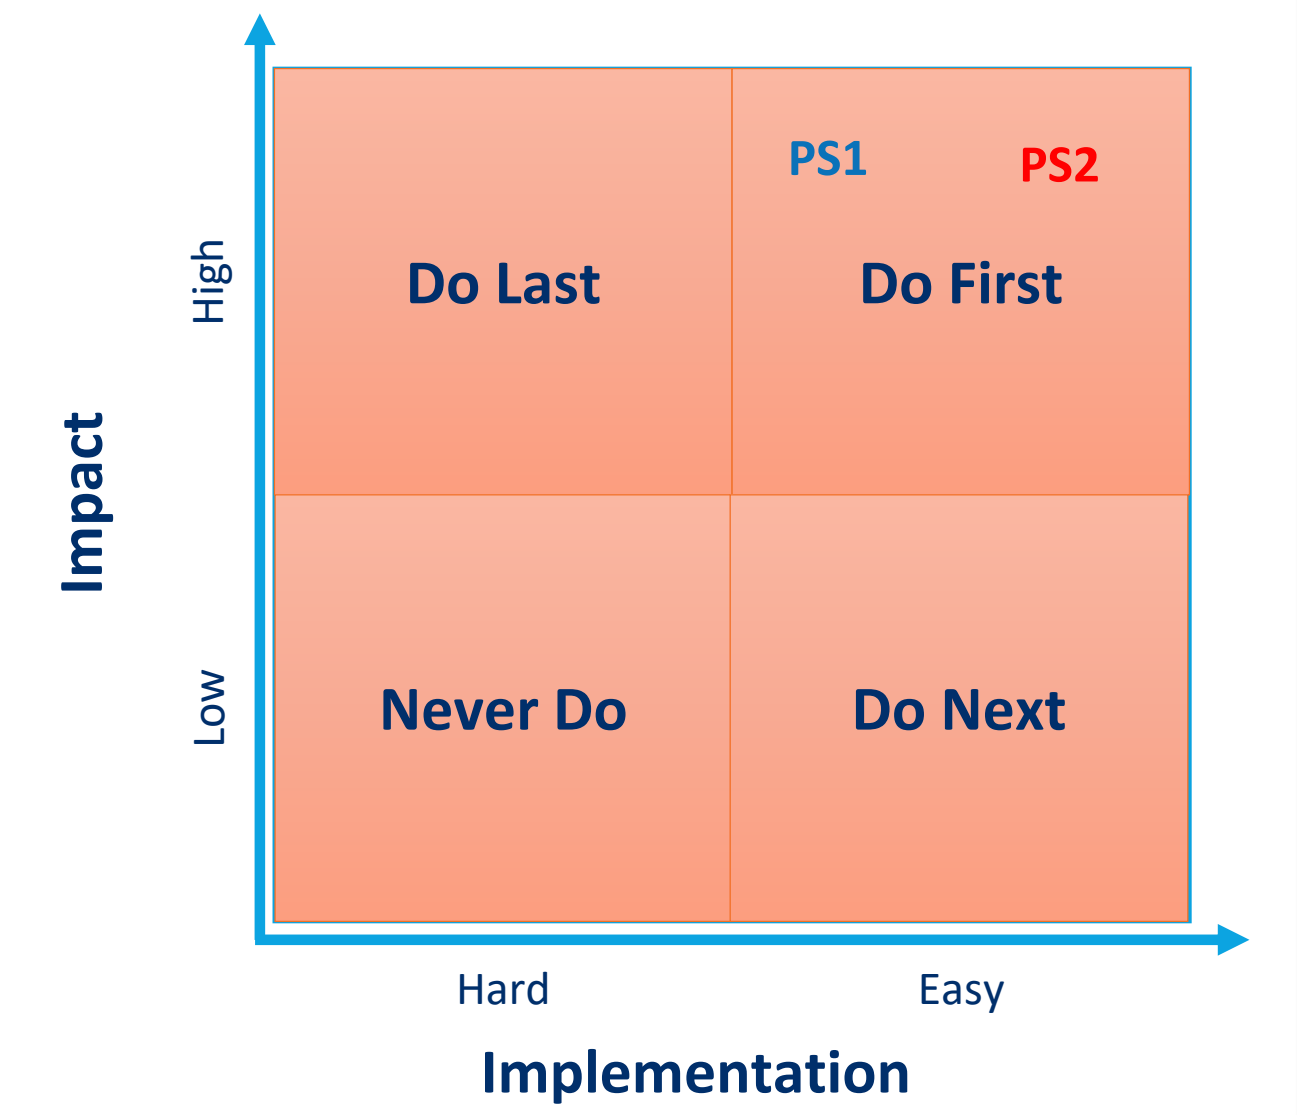 PS1
PS2
Do Last
Do First
High
Impact
Never Do
Do Next
Low
Hard
Easy
Implementation